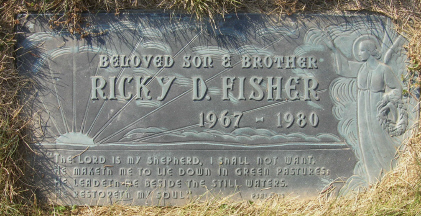 BELOVED SON & BROTHER
RICKY D. FISHER
1967 - 1980
THE LORD IS MY SHEPHERD, I SHALL NOT WANT.
HE MAKETH ME TO LIE DOWN IN GREEN PASTURES:
HE LEADETH ME BESIDE THE STILL WATERS.
RESTORETH MY SOUL